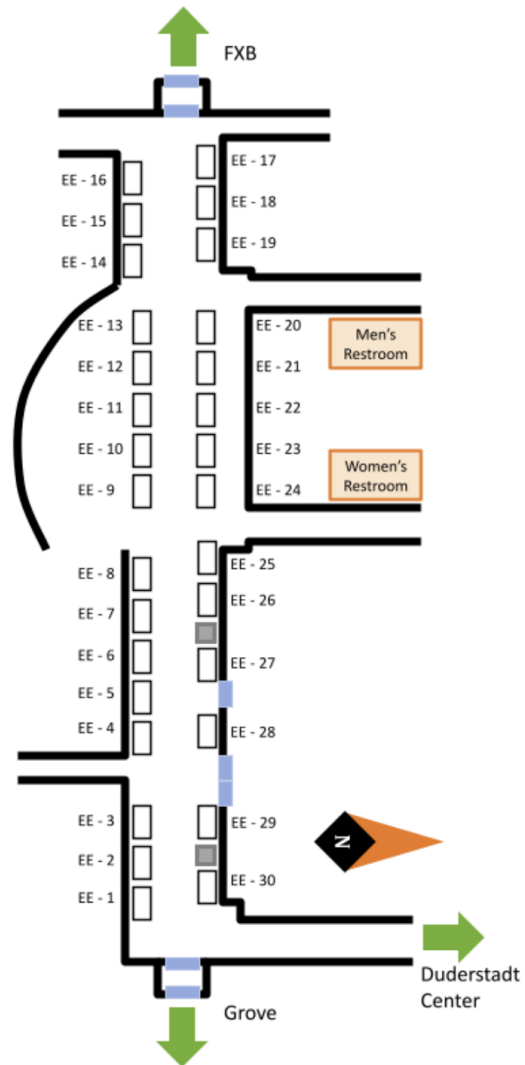 FXB
EE - 17
EE - 16
EE - 18
EE - 15
EE - 19
EE - 14
EE - 13
EE - 20
Men's
Restroom
EE - 12
EE - 21
EE - 11
EE - 22
EE - 10
EE - 23
Women's
Restroom
EE - 9
EE - 24
EE - 25
EE - 8
EE - 26
EE - 7
EE - 6
EE - 27
EE - 5
EE - 4
EE - 28
EE - 3
EE - 29
N
EE - 2
EE - 30
EE - 1
Duderstadt
Center
Grove